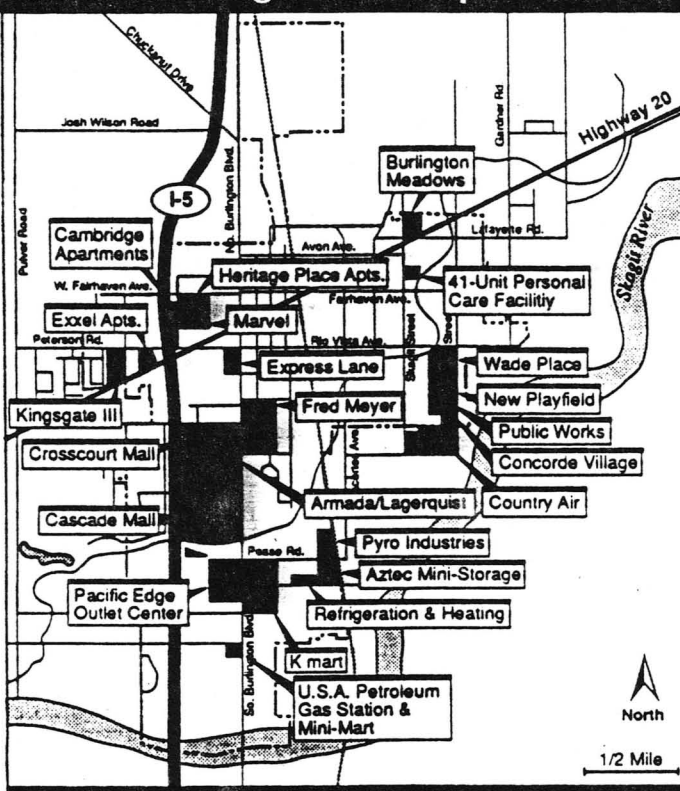 Chuckanut Drive
Josh Wilson Road
No. Burlington Blvd.
Gardner Rd
Highway 20
I-5
Pulver Road
Burlington
Meadows
Lafayette Rd.
Skagit River
Avon Ave.
Cambridge
Apartments
W. Fairhaven Ave.
Heritage Place Apts.
Fairhaven Ave.
41-Unit Personal
Care Facilitiy
Exxel Apts.
Marvel
Peterson Rd.
Rio Vista Ave.
Skagit Street
Street
Express Lane
Wade Place
New Playfield
Kingsgate III
Fred Meyer
Public Works
Crosscourt Mall
Concorde Village
Armada/Lagerquist
Country Air
Cascade Mall
Pease Rd.
Pyro Industries
Aztec Mini-Storage
Pacific Edge
Outlet Center
Refrigeration & Heating
So. Burlington Blvd.
K mart
U.S.A. Petroleum
Gas Station &
Mini-Mart
North
1/2 Mile